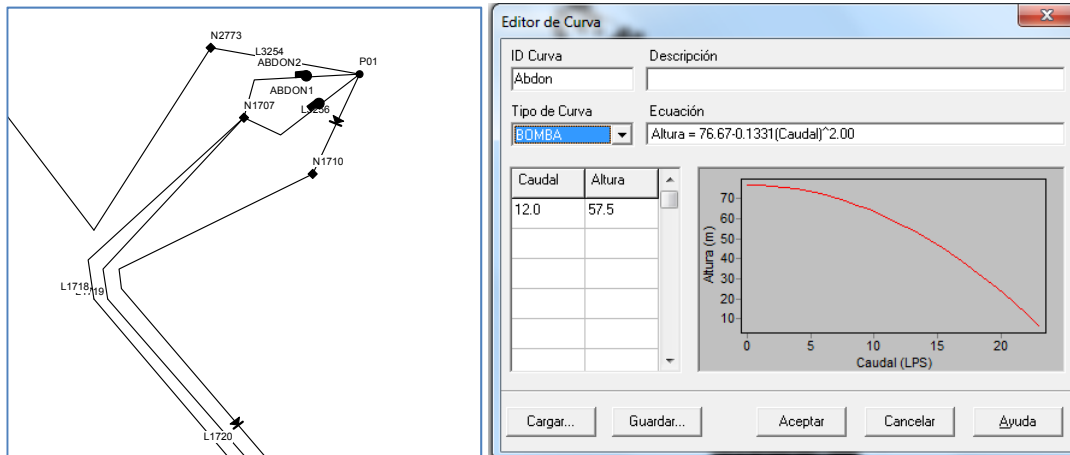 N2773
L3254
ABDON2
P01
ABDON1
N1707
N1710
L1718
L1720
Editor de Curva
ID Curva
Descripción
Abdon
Tipo de Curva
Ecuación
BOMBA
Altura = 76.67-0.1331(Caudal)^2.00
Caudal
Altura
12.0
57.5
Altura (m)
70
60
50
40
30
20
10
0
5
10
15
20
Caudal (LPS)
Cargar...
Guardar...
Aceptar
Cancelar
Ayuda